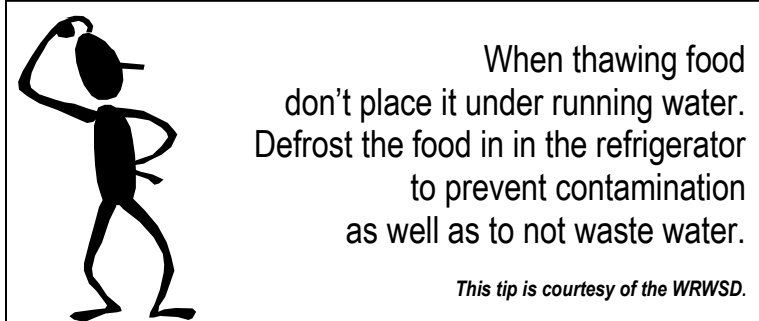 When thawing food
don’t place it under running water.
Defrost the food in in the refrigerator
to prevent contamination
as well as to not waste water.
This tip is courtesy of the WRWSD.